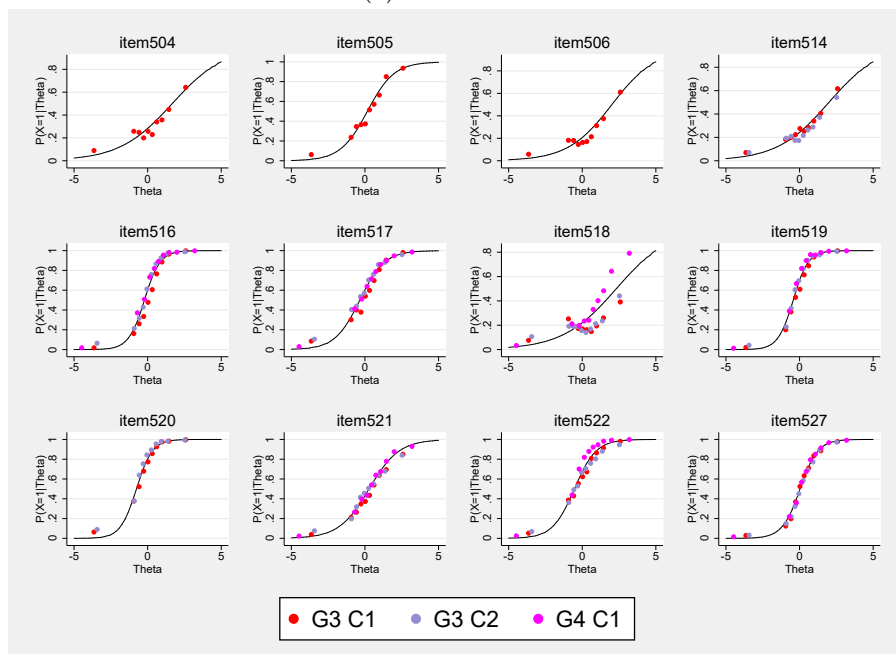 item504
P(X=1|Theta)
0 .2 .4 .6 .8
-5 0 5
Theta
item505
P(X=1|Theta)
0 .2 .4 .6 .8 1
-5 0 5
Theta
item506
P(X=1|Theta)
0 .2 .4 .6 .8
-5 0 5
Theta
item514
P(X=1|Theta)
0 .2 .4 .6 .8
-5 0 5
Theta
item516
P(X=1|Theta)
0 .2 .4 .6 .8 1
-5 0 5
Theta
item517
P(X=1|Theta)
0 .2 .4 .6 .8 1
-5 0 5
Theta
item518
P(X=1|Theta)
0 .2 .4 .6 .8
-5 0 5
Theta
item519
P(X=1|Theta)
0 .2 .4 .6 .8 1
-5 0 5
Theta
item520
P(X=1|Theta)
0 .2 .4 .6 .8 1
-5 0 5
Theta
item521
P(X=1|Theta)
0 .2 .4 .6 .8 1
-5 0 5
Theta
item522
P(X=1|Theta)
0 .2 .4 .6 .8 1
-5 0 5
Theta
item527
P(X=1|Theta)
0 .2 .4 .6 .8 1
-5 0 5
Theta
G3 C1 G3 C2 G4 C1